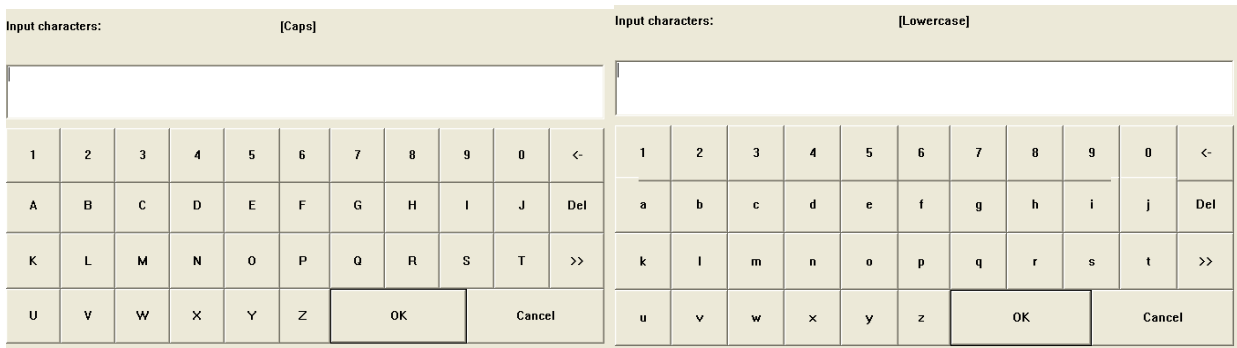 Input characters: [Caps]
1 2 3 4 5 6 7 8 9 0 <-
A B C D E F G H I J Del
K L M N O P Q R S T >>
U V W X Y Z OK Cancel
Input characters: [Lowercase]
1 2 3 4 5 6 7 8 9 0 <-
a b c d e f g h i j Del
k l m n o p q r s t >>
u v w x y z OK Cancel